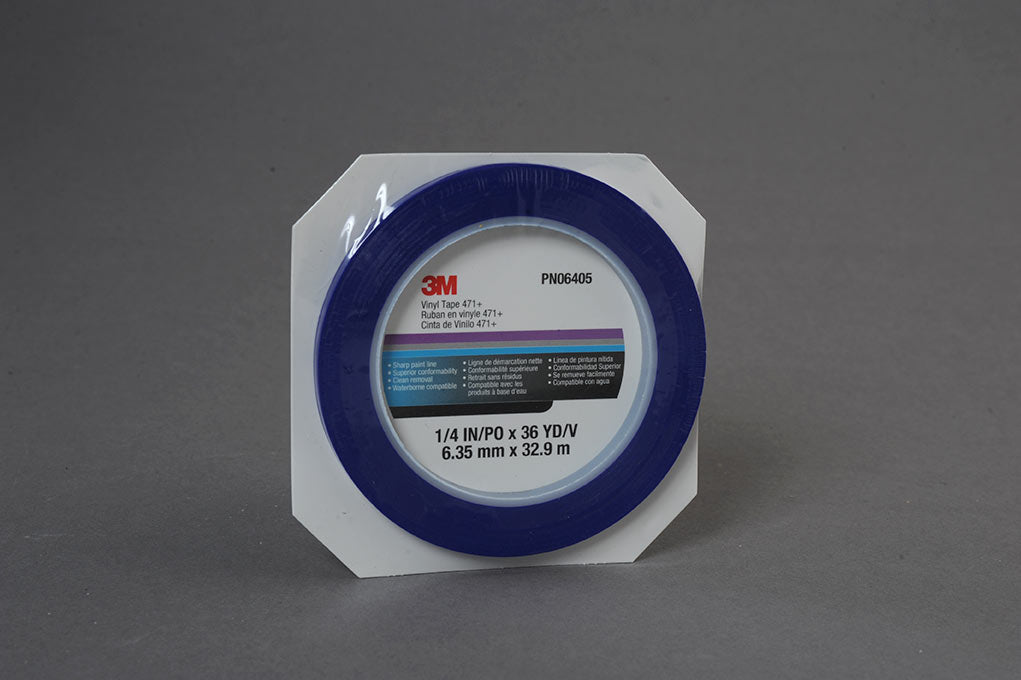 3M
PN06405
Vinyl Tape 471+
Ruban en vinyle 471+
Cinta de Vinilo 471+
• Sharp paint line
• Superior conformability
• Clean removal
• Waterborne compatible
• Ligne de démarcation nette
• Conformabilité supérieure
• Retrait sans résidus
• Compatible avec les
produits à base d'eau
• Linea de pintura nítida
• Conformabilidad Superior
• Se remueve facilmente
• Compatible con agua
1/4 IN/PO x 36 YD/V
6.35 mm x 32.9 m